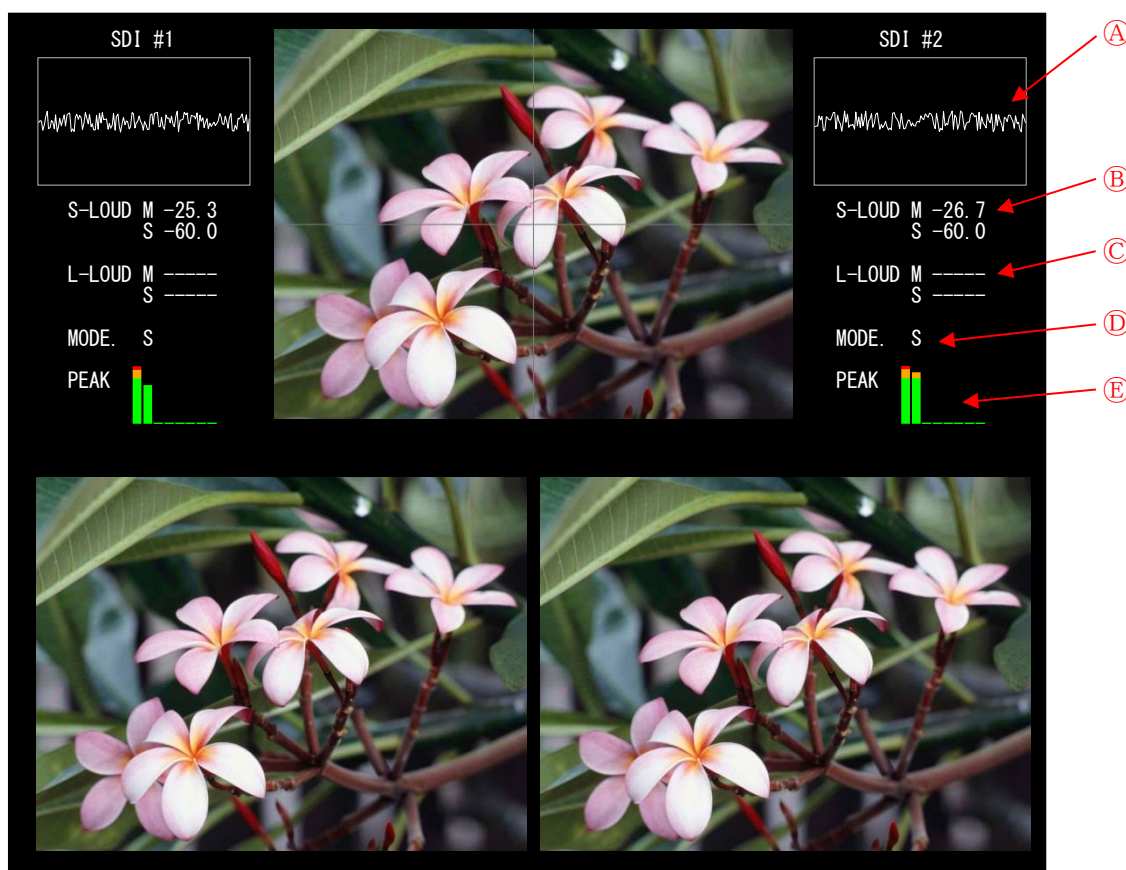 SDI #1
S-LOUD M -25.3
S -60.0
L-LOUD M -----
S -----
MODE. S
PEAK
SDI #2
S-LOUD M -26.7
S -60.0
L-LOUD M -----
S -----
MODE. S
PEAK
Ⓐ
Ⓑ
Ⓒ
Ⓓ
Ⓔ